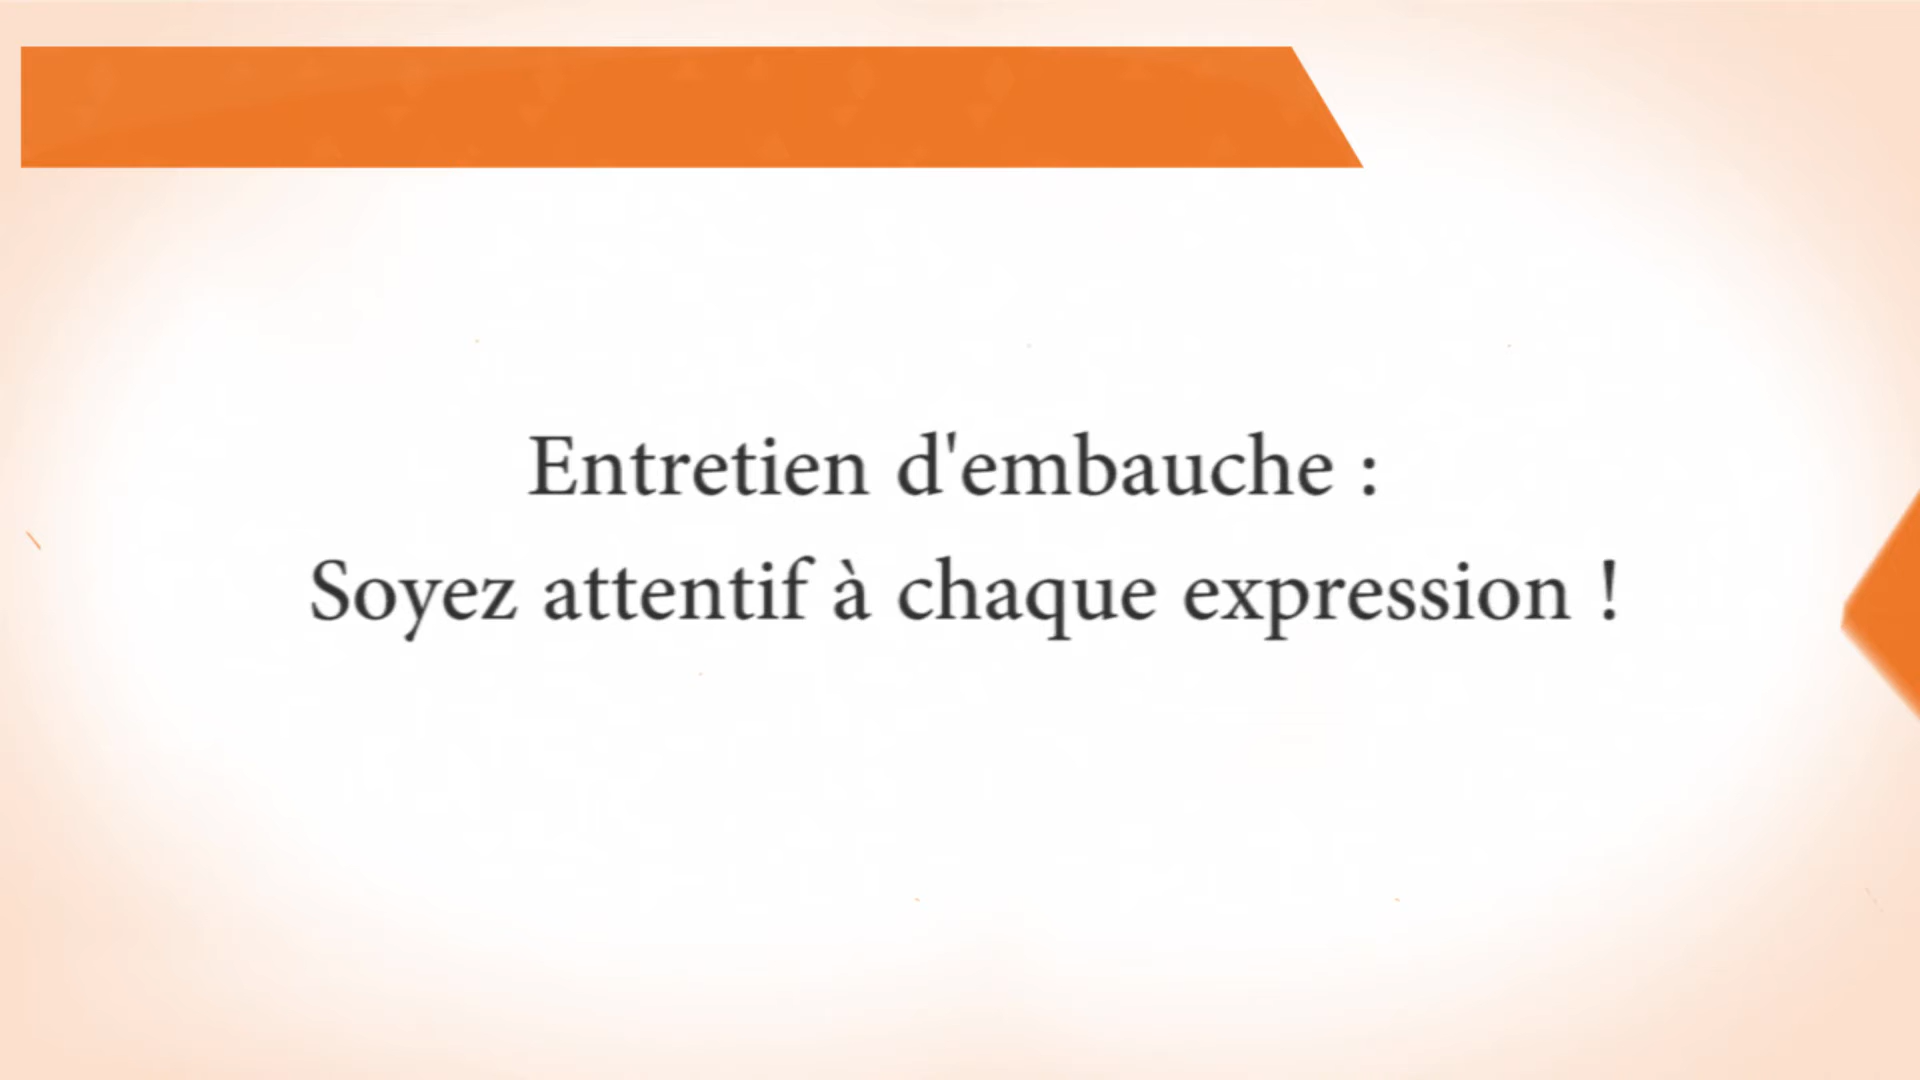 Entretien d'embauche :
Soyez attentif à chaque expression !